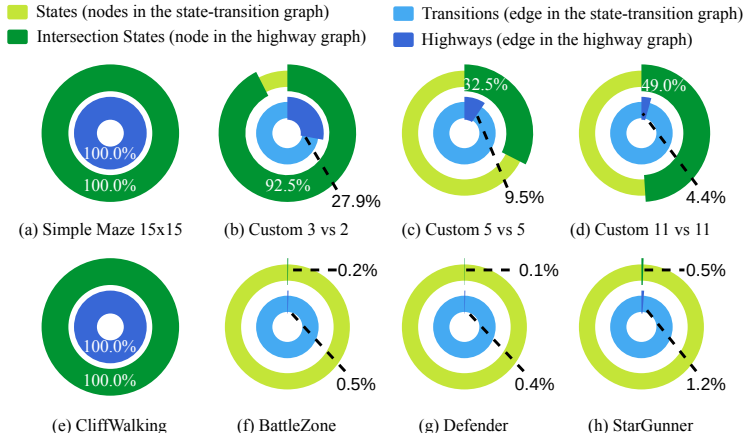 States (nodes in the state-transition graph)
Transitions (edge in the state-transition graph)
Intersection States (node in the highway graph)
Highways (edge in the highway graph)
100.0%
100.0%
92.5%
27.9%
32.5%
9.5%
49.0%
4.4%
(a) Simple Maze 15x15
(b) Custom 3 vs 2
(c) Custom 5 vs 5
(d) Custom 11 vs 11
100.0%
100.0%
0.2%
0.5%
0.1%
0.4%
0.5%
1.2%
(e) CliffWalking
(f) BattleZone
(g) Defender
(h) StarGunner